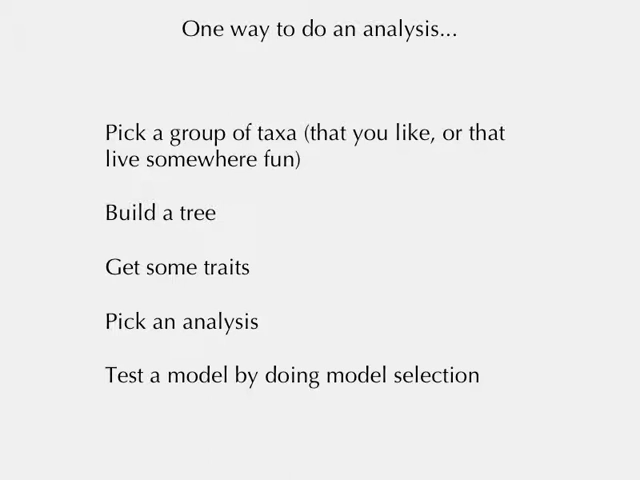 One way to do an analysis...
Pick a group of taxa (that you like, or that
live somewhere fun)
Build a tree
Get some traits
Pick an analysis
Test a model by doing model selection